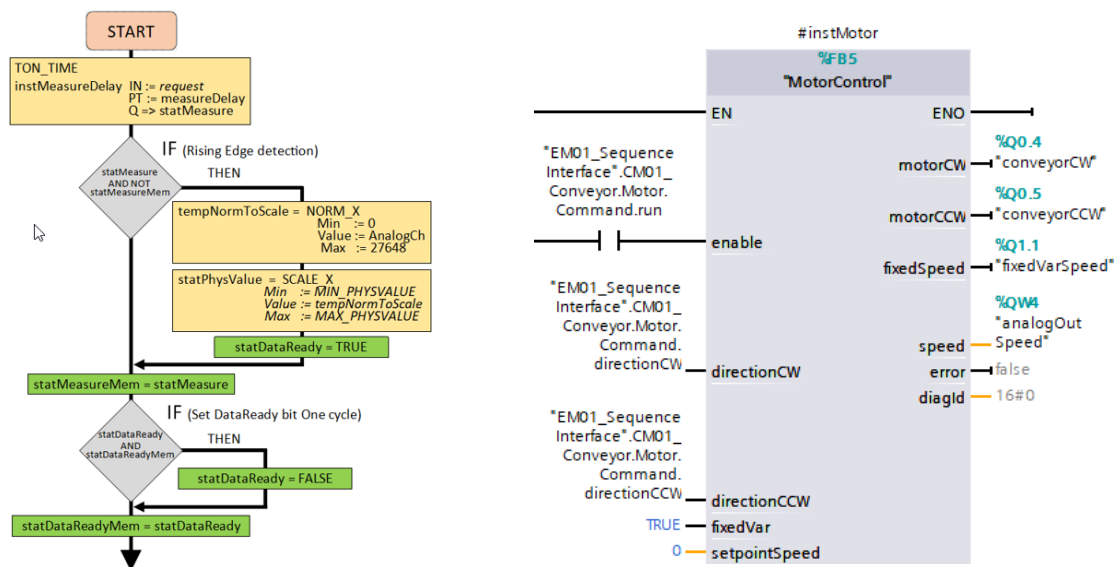 START
TON_TIME
instMeasureDelay IN := request
PT := measureDelay
Q => statMeasure
IF (Rising Edge detection)
statMeasure
AND NOT
statMeasureMem
THEN
tempNormToScale = NORM_X
Min := 0
Value := AnalogCh
Max := 27648
statPhysValue = SCALE_X
Min := MIN_PHYSVALUE
Value := tempNormToScale
Max := MAX_PHYSVALUE
statDataReady = TRUE
statMeasureMem = statMeasure
IF (Set DataReady bit One cycle)
statDataReady
AND
statDataReadyMem
THEN
statDataReady = FALSE
statDataReadyMem = statDataReady
#instMotor
%FB5
"MotorControl"
EN
ENO
"EM01_Sequence
Interface".CM01_
Conveyor.Motor.
Command.run
enable
"EM01_Sequence
Interface".CM01_
Conveyor.Motor.
Command.
directionCW
directionCW
"EM01_Sequence
Interface".CM01_
Conveyor.Motor.
Command.
directionCCW
directionCCW
TRUE
fixedVar
0
setpointSpeed
%Q0.4
motorCW
"conveyorCW"
%Q0.5
motorCCW
"conveyorCCW"
%Q1.1
fixedSpeed
"fixedVarSpeed"
%QW4
"analogOut
Speed"
speed
error
false
diagId
16#0